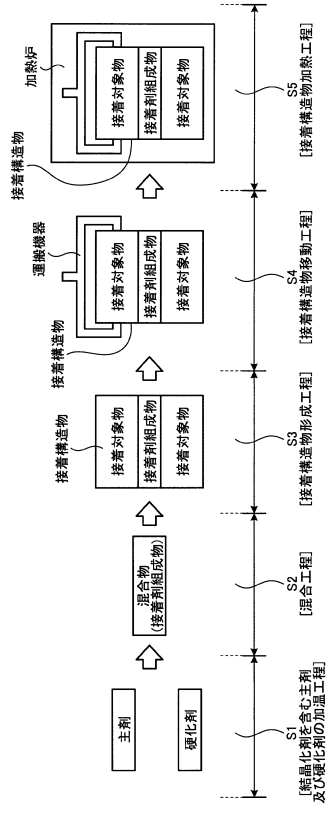 主剤
硬化剤
混合物
(接着剤組成物)
接着構造物
接着対象物
接着剤組成物
接着対象物
運搬機器
接着構造物
接着対象物
接着剤組成物
接着対象物
加熱炉
接着構造物
接着対象物
接着剤組成物
接着対象物
S1
[結晶化剤を含む主剤
及び硬化剤の加温工程]
S2
[混合工程]
S3
[接着構造物形成工程]
S4
[接着構造物移動工程]
S5
[接着構造物加熱工程]